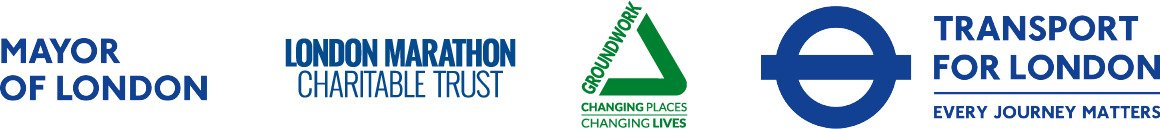 MAYOR
OF LONDON
LONDON MARATHON
CHARITABLE TRUST
GROUNDWORK
CHANGING PLACES
CHANGING LIVES
TRANSPORT
FOR LONDON
EVERY JOURNEY MATTERS